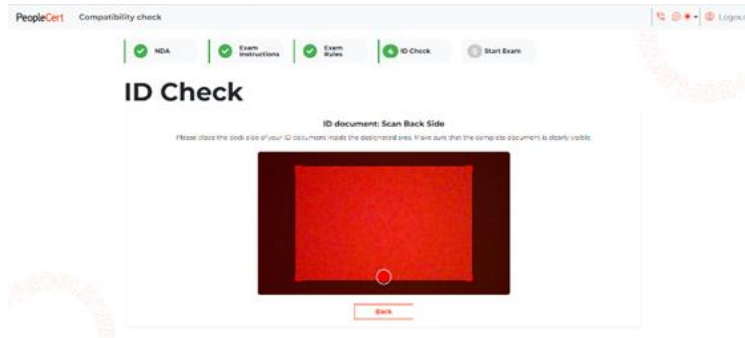 PeopleCert Compatibility check
Logout
NDA
Exam Instructions
Exam Rules
4 ID Check
5 Start Exam
ID Check
ID document: Scan Back Side
Please place the back side of your ID document inside the designated area. Make sure that the complete document is clearly visible.
Back